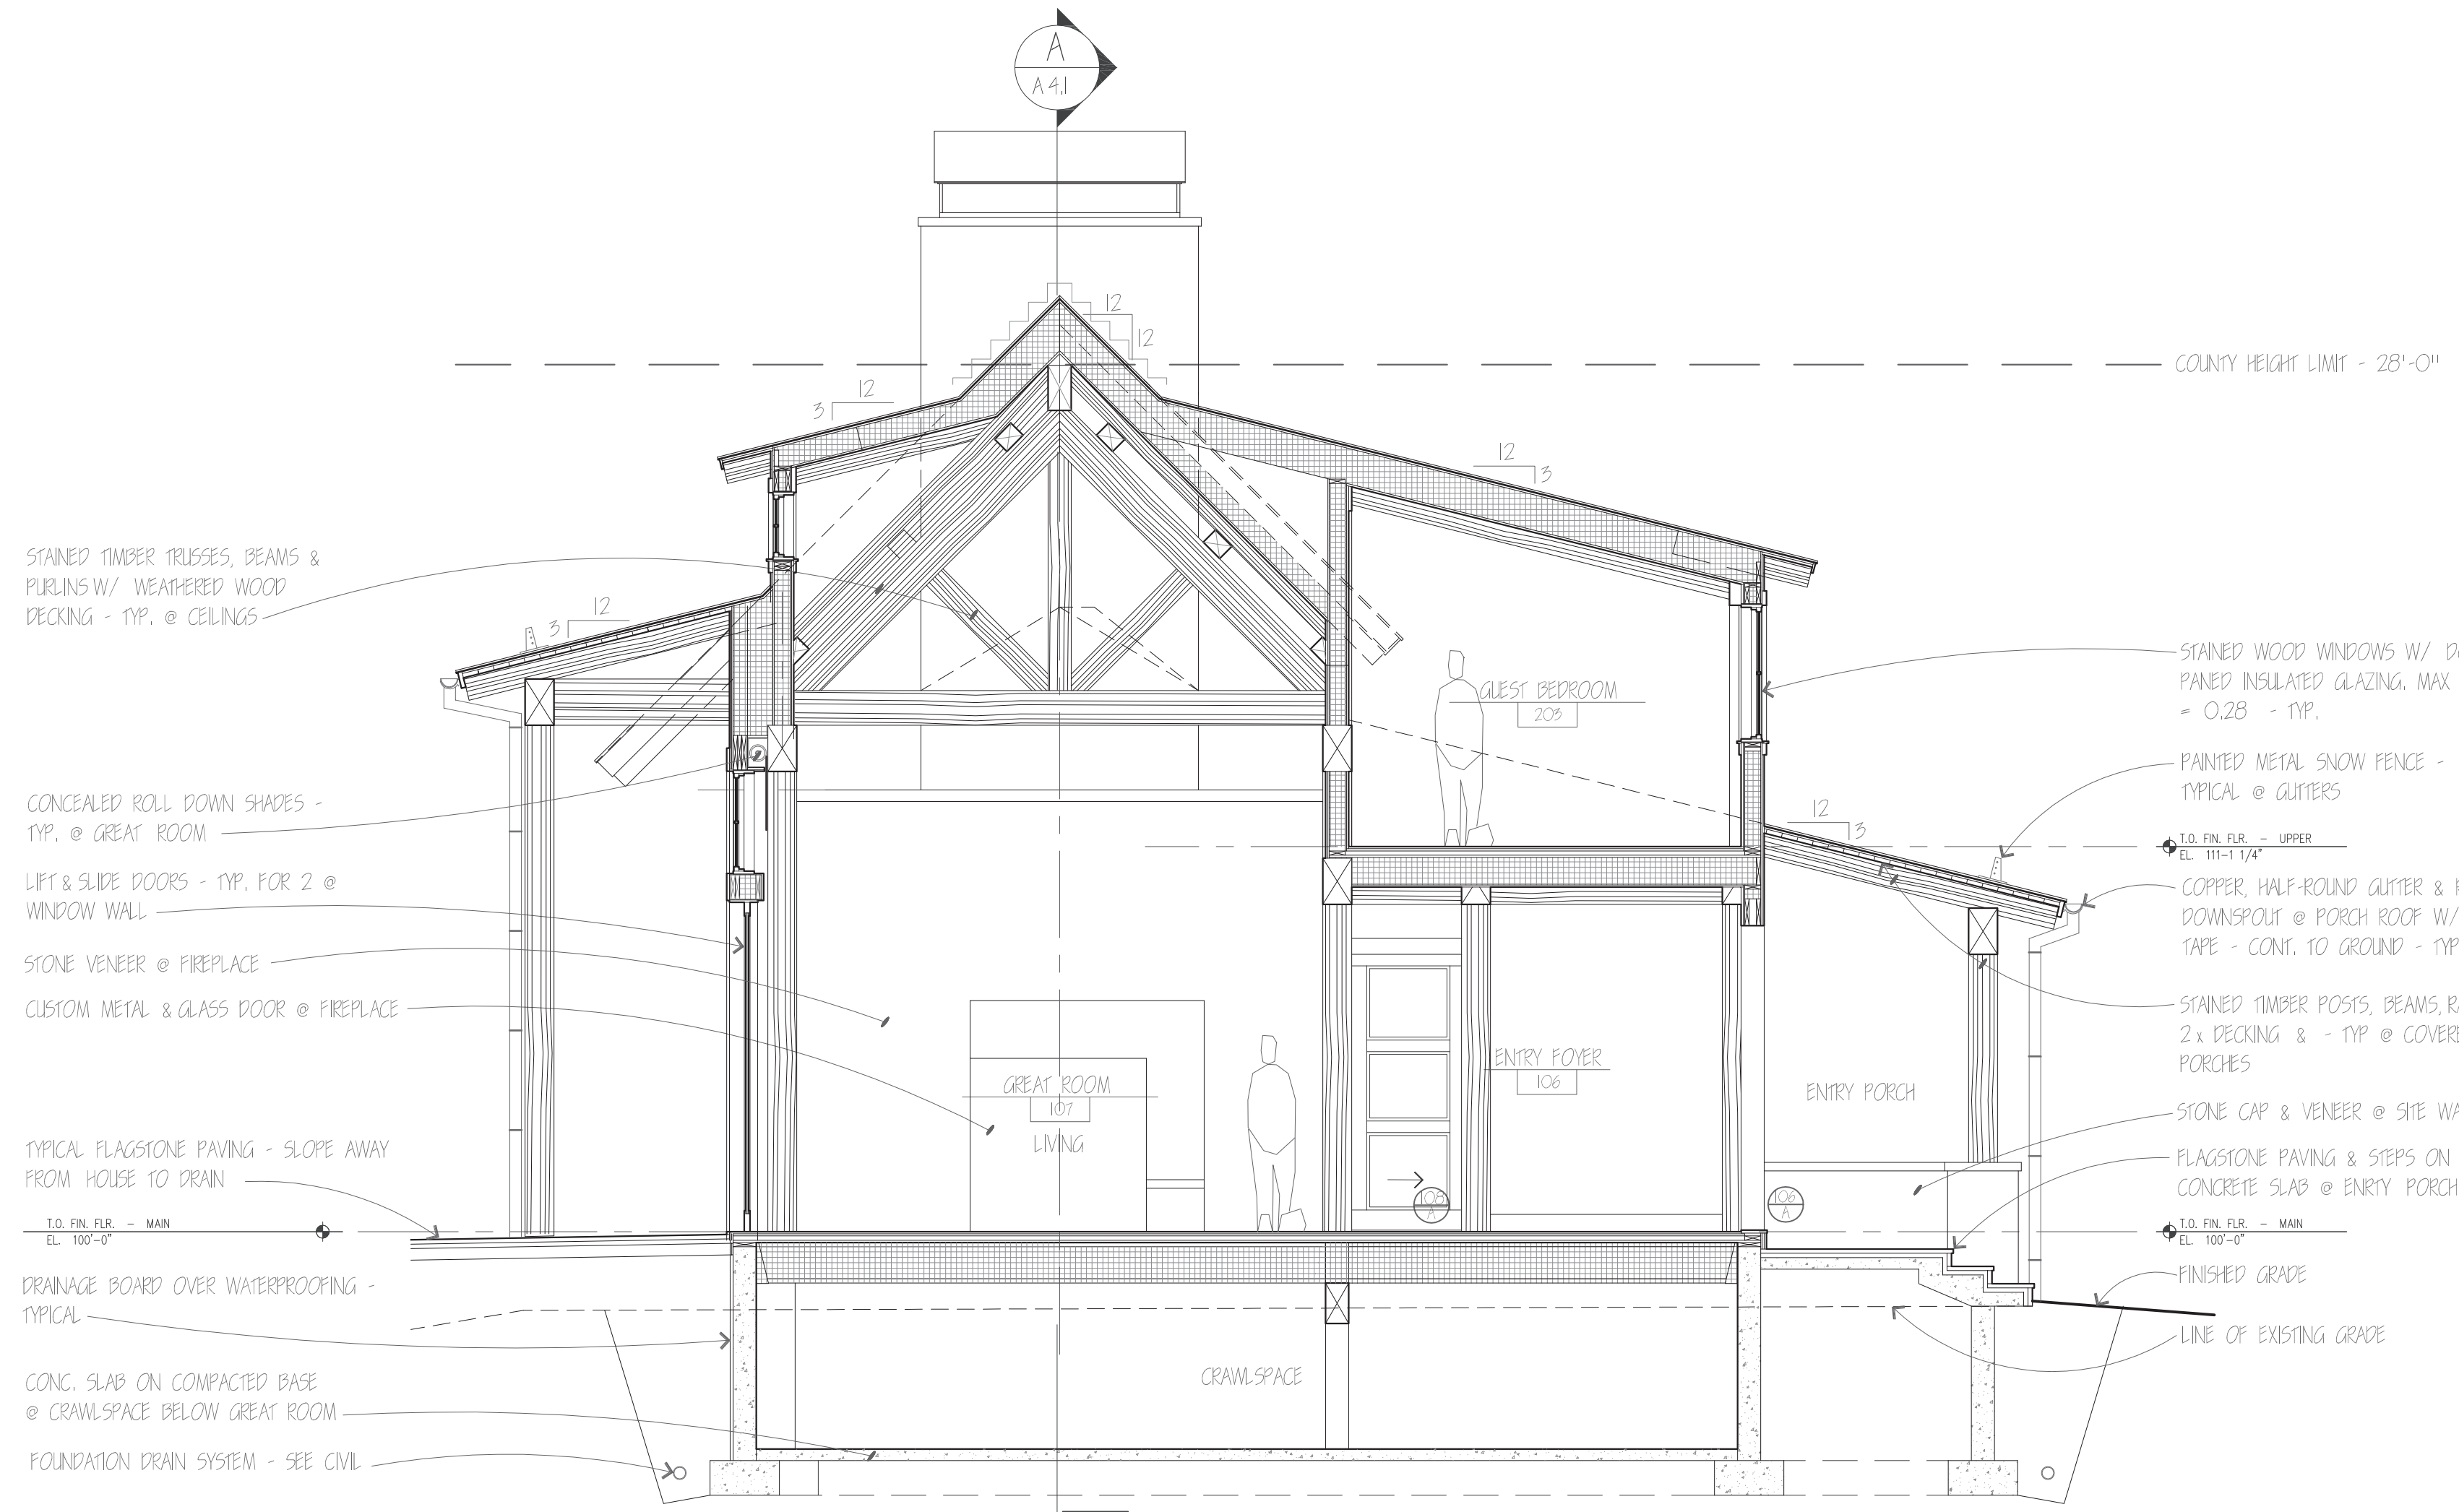 A
A 4.1
12
12
COUNTY HEIGHT LIMIT - 28'-0"
12
3
12
3
STAINED TIMBER TRUSSES, BEAMS &
PURLINS W/ WEATHERED WOOD
DECKING - TYP. @ CEILINGS
12
3
STAINED WOOD WINDOWS W/
PANED INSULATED GLAZING. MAX
= 0.28 - TYP.
GUEST BEDROOM
203
PAINTED METAL SNOW FENCE -
TYPICAL @ GUTTERS
CONCEALED ROLL DOWN SHADES -
TYP. @ GREAT ROOM
12
3
T.O. FIN. FLR. - UPPER
EL. 111-1 1/4"
LIFT & SLIDE DOORS - TYP. FOR 2 @
WINDOW WALL
COPPER, HALF-ROUND GUTTER &
DOWNSPOUT @ PORCH ROOF W/
TAPE - CONT. TO GROUND - TYP
STONE VENEER @ FIREPLACE
CUSTOM METAL & GLASS DOOR @ FIREPLACE
STAINED TIMBER POSTS, BEAMS,
2 x DECKING & - TYP @
PORCHES
GREAT ROOM
107
LIVING
ENTRY FOYER
106
ENTRY PORCH
STONE CAP & VENEER @ SITE
TYPICAL FLAGSTONE PAVING - SLOPE AWAY
FROM HOUSE TO DRAIN
FLAGSTONE PAVING & STEPS ON
CONCRETE SLAB @ ENRTY PORCH
108
A
106
A
T.O. FIN. FLR. - MAIN
EL. 100'-0"
T.O. FIN. FLR. - MAIN
EL. 100'-0"
DRAINAGE BOARD OVER WATERPROOFING -
TYPICAL
FINISHED GRADE
LINE OF EXISTING GRADE
CRAWLSPACE
CONC. SLAB ON COMPACTED BASE
@ CRAWLSPACE BELOW GREAT ROOM
FOUNDATION DRAIN SYSTEM - SEE CIVIL